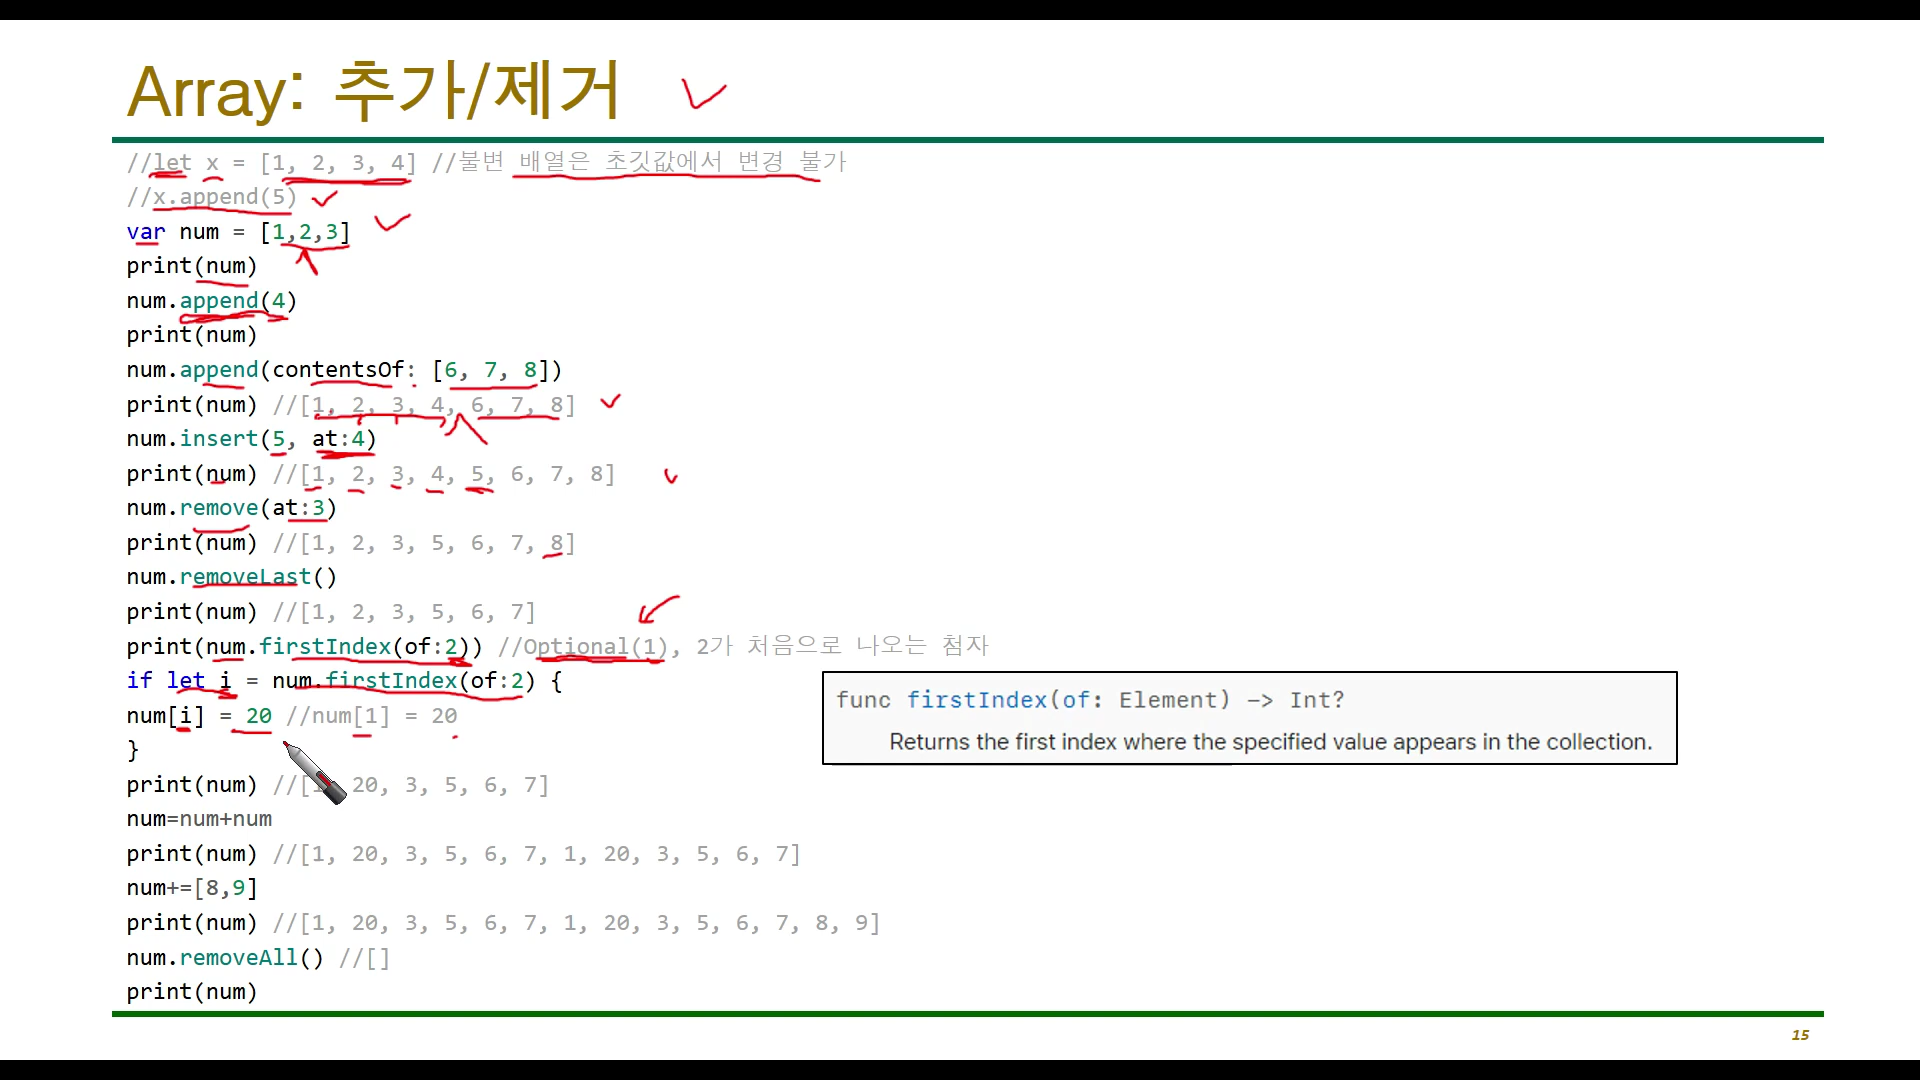 Array: 추가/제거
//let x = [1, 2, 3, 4] //불변 배열은 초깃값에서 변경 불가
//x.append(5)
var num = [1,2,3]
print(num)
num.append(4)
print(num)
num.append(contentsOf: [6, 7, 8])
print(num) //[1, 2, 3, 4, 6, 7, 8]
num.insert(5, at:4)
print(num) //[1, 2, 3, 4, 5, 6, 7, 8]
num.remove(at:3)
print(num) //[1, 2, 3, 5, 6, 7, 8]
num.removeLast()
print(num) //[1, 2, 3, 5, 6, 7]
print(num.firstIndex(of:2)) //Optional(1), 2가 처음으로 나오는 첨자
if let i = num.firstIndex(of:2) {
num[i] = 20 //num[1] = 20
}
func firstIndex(of: Element) -> Int?
Returns the first index where the specified value appears in the collection.
print(num) //[1, 20, 3, 5, 6, 7]
num=num+num
print(num) //[1, 20, 3, 5, 6, 7, 1, 20, 3, 5, 6, 7]
num+=[8,9]
print(num) //[1, 20, 3, 5, 6, 7, 1, 20, 3, 5, 6, 7, 8, 9]
num.removeAll() //[]
print(num)
15